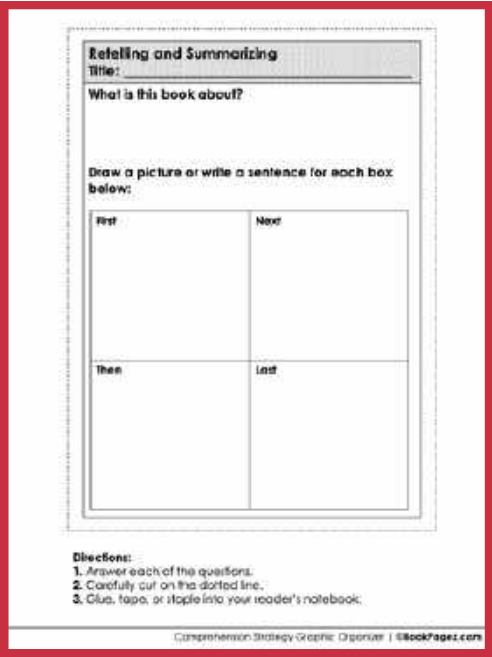 Retelling and Summarizing
Title:
What is this book about?
Draw a picture or write a sentence for each box
below:
First
Next
Then
Last
Directions:
1. Answer each of the questions.
2. Carefully cut on the dotted line.
3. Glue, tape, or staple into your reader's notebook.
Comprehension Strategy Graphic Organizer | ©BookPagez.com